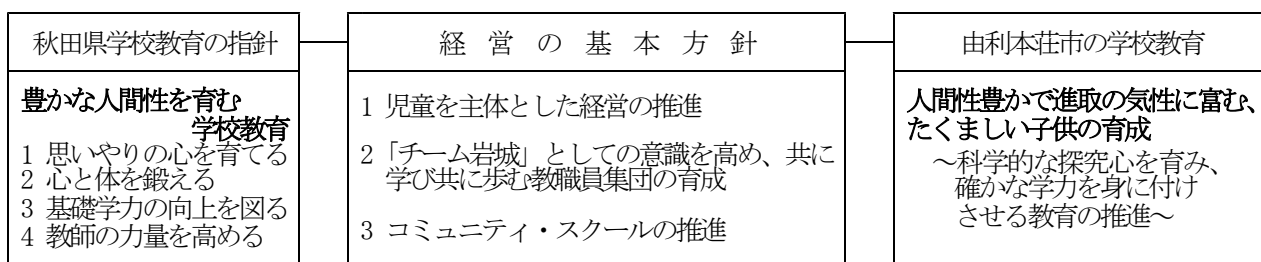 秋田県学校教育の指針
豊かな人間性を育む
学校教育
1 思いやりの心を育てる
2 心と体を鍛える
3 基礎学力の向上を図る
4 教師の力量を高める
経営の基本方針
1 児童を主体とした経営の推進
2「チーム岩城」としての意識を高め、共に
学び共に歩む教職員集団の育成
3 コミュニティ・スクールの推進
由利本荘市の学校教育
人間性豊かで進取の気性に富む、
たくましい子供の育成
～科学的な探究心を育み、
確かな学力を身に付け
させる教育の推進～